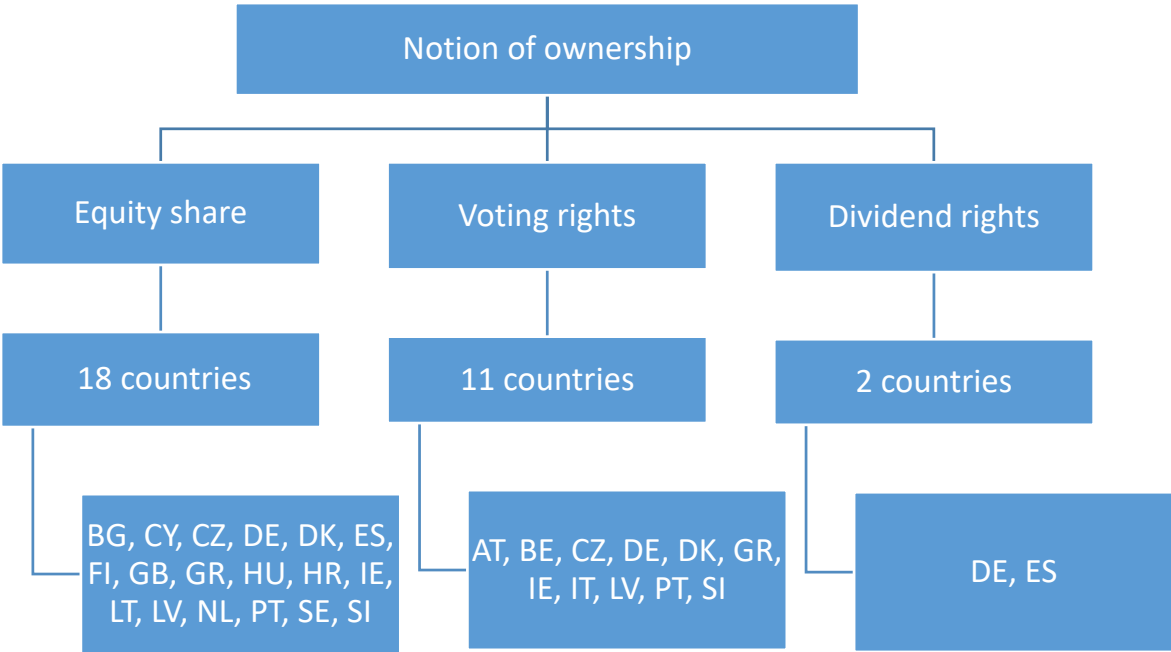 Notion of ownership
Equity share
Voting rights
Dividend rights
18 countries
11 countries
2 countries
BG, CY, CZ, DE, DK, ES,
FI, GB, GR, HU, HR, IE,
LT, LV, NL, PT, SE, SI
AT, BE, CZ, DE, DK, GR,
IE, IT, LV, PT, SI
DE, ES